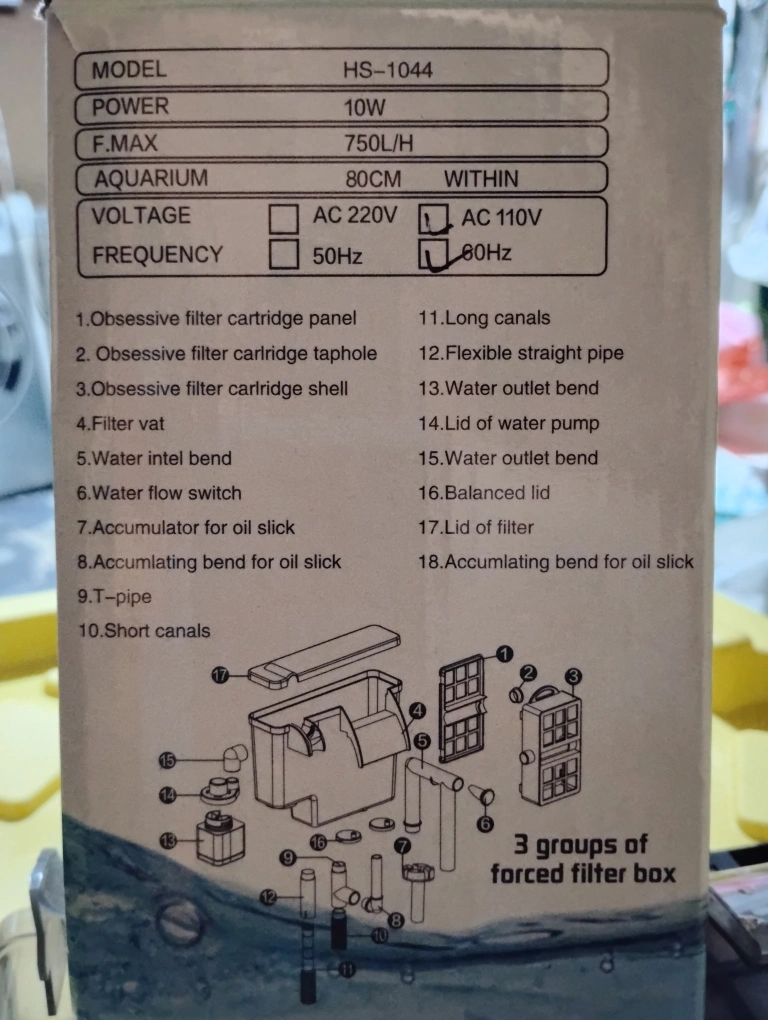 MODEL HS-1044
POWER 10W
F.MAX 750L/H
AQUARIUM 80CM WITHIN
VOLTAGE AC 220V AC 110V
FREQUENCY 50Hz 60Hz
1.Obsessive filter cartridge panel
2. Obsessive filter carlridge taphole
3.Obsessive filter carlridge shell
4.Filter vat
5.Water intel bend
6.Water flow switch
7.Accumulator for oil slick
8.Accumlating bend for oil slick
9.T-pipe
10.Short canals
11.Long canals
12.Flexible straight pipe
13.Water outlet bend
14.Lid of water pump
15.Water outlet bend
16.Balanced lid
17.Lid of filter
18.Accumlating bend for oil slick
17
1
2
3
4
5
15
14
6
13
16
7
9
12
8
10
11
3 groups of
forced filter box